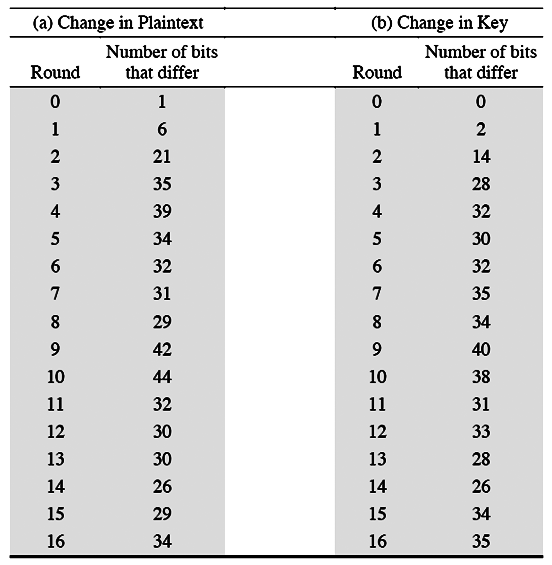 (a) Change in Plaintext (b) Change in Key
Number of bits Number of bits
Round that differ Round that differ
0 1 0 0
1 6 1 2
2 21 2 14
3 35 3 28
4 39 4 32
5 34 5 30
6 32 6 32
7 31 7 35
8 29 8 34
9 42 9 40
10 44 10 38
11 32 11 31
12 30 12 33
13 30 13 28
14 26 14 26
15 29 15 34
16 34 16 35